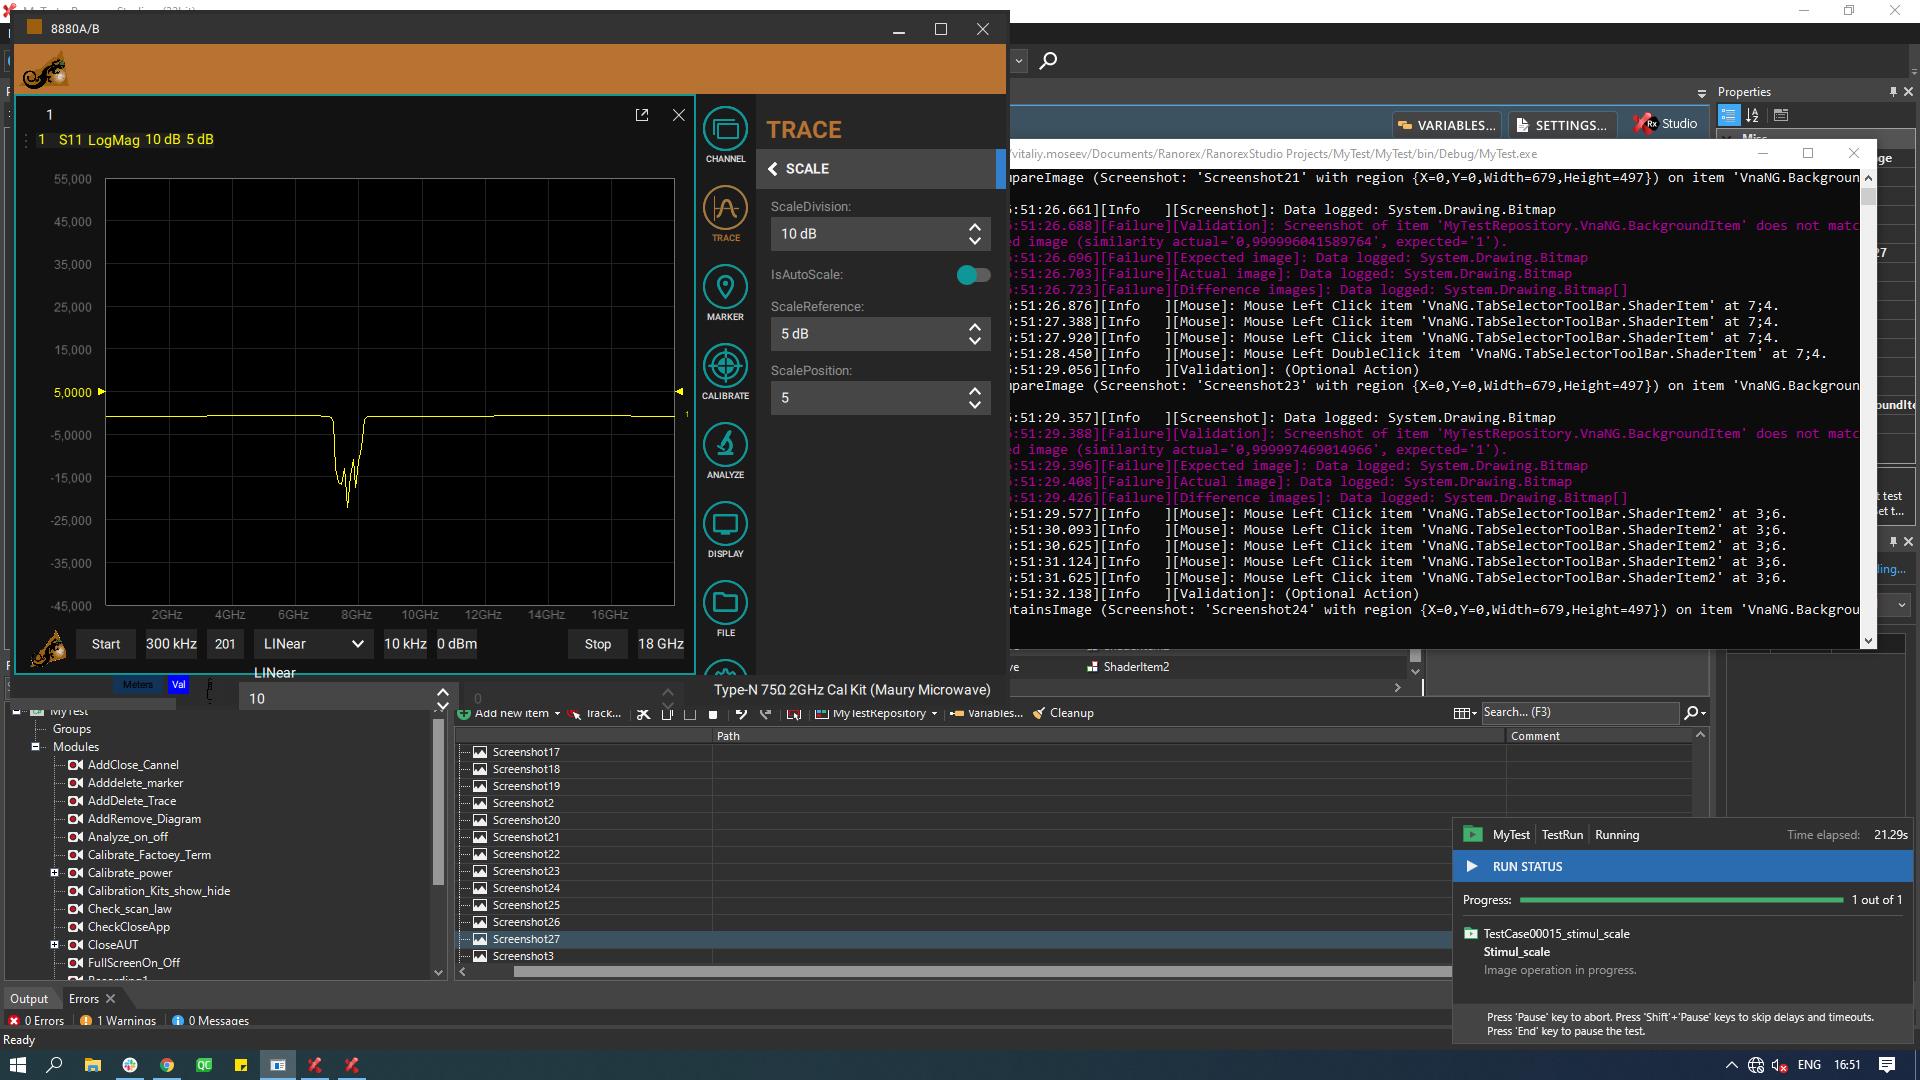 8880A/B
1
1 S11 LogMag 10 dB 5 dB
55,000
45,000
35,000
25,000
15,000
5,0000
-5,0000
-15,000
-25,000
-35,000
-45,000
1
2GHz 4GHz 6GHz 8GHz 10GHz 12GHz 14GHz 16GHz
Start 300 kHz 201 LINear 10 kHz 0 dBm Stop 18 GHz
LINear
Meters Val 10 0
Type-N 75Ω 2GHz Cal Kit (Maury Microwave)
CHANNEL
TRACE
MARKER
CALIBRATE
ANALYZE
DISPLAY
FILE
TRACE
SCALE
ScaleDivision:
10 dB
IsAutoScale:
ScaleReference:
5 dB
ScalePosition:
5
VARIABLES... SETTINGS... Rx Studio
Properties
/vitaliy.moseev/Documents/Ranorex/RanorexStudio Projects/MyTest/MyTest/bin/Debug/MyTest.exe
mpareImage (Screenshot: 'Screenshot21' with region {X=0,Y=0,Width=679,Height=497}) on item 'VnaNG.Backgroun
:51:26.661][Info   ][Screenshot]: Data logged: System.Drawing.Bitmap
:51:26.688][Failure][Validation]: Screenshot of item 'MyTestRepository.VnaNG.BackgroundItem' does not matc
ed image (similarity actual='0,999996041589764', expected='1').
:51:26.696][Failure][Expected image]: Data logged: System.Drawing.Bitmap
:51:26.703][Failure][Actual image]: Data logged: System.Drawing.Bitmap
:51:26.723][Failure][Difference images]: Data logged: System.Drawing.Bitmap[]
:51:26.876][Info   ][Mouse]: Mouse Left Click item 'VnaNG.TabSelectorToolBar.ShaderItem' at 7;4.
:51:27.388][Info   ][Mouse]: Mouse Left Click item 'VnaNG.TabSelectorToolBar.ShaderItem' at 7;4.
:51:27.920][Info   ][Mouse]: Mouse Left Click item 'VnaNG.TabSelectorToolBar.ShaderItem' at 7;4.
:51:28.450][Info   ][Mouse]: Mouse Left DoubleClick item 'VnaNG.TabSelectorToolBar.ShaderItem' at 7;4.
:51:29.056][Info   ][Validation]: (Optional Action)
mpareImage (Screenshot: 'Screenshot23' with region {X=0,Y=0,Width=679,Height=497}) on item 'VnaNG.Backgroun
:51:29.357][Info   ][Screenshot]: Data logged: System.Drawing.Bitmap
:51:29.388][Failure][Validation]: Screenshot of item 'MyTestRepository.VnaNG.BackgroundItem' does not matc
ed image (similarity actual='0,999997469014966', expected='1').
:51:29.396][Failure][Expected image]: Data logged: System.Drawing.Bitmap
:51:29.408][Failure][Actual image]: Data logged: System.Drawing.Bitmap
:51:29.426][Failure][Difference images]: Data logged: System.Drawing.Bitmap[]
:51:29.577][Info   ][Mouse]: Mouse Left Click item 'VnaNG.TabSelectorToolBar.ShaderItem2' at 3;6.
:51:30.093][Info   ][Mouse]: Mouse Left Click item 'VnaNG.TabSelectorToolBar.ShaderItem2' at 3;6.
:51:30.625][Info   ][Mouse]: Mouse Left Click item 'VnaNG.TabSelectorToolBar.ShaderItem2' at 3;6.
:51:31.124][Info   ][Mouse]: Mouse Left Click item 'VnaNG.TabSelectorToolBar.ShaderItem2' at 3;6.
:51:31.625][Info   ][Mouse]: Mouse Left Click item 'VnaNG.TabSelectorToolBar.ShaderItem2' at 3;6.
:51:32.138][Info   ][Validation]: (Optional Action)
ntainsImage (Screenshot: 'Screenshot24' with region {X=0,Y=0,Width=679,Height=497}) on item 'VnaNG.Backgrou
ShaderItem2
MyTest
Groups
Modules
AddClose_Cannel
Adddelete_marker
AddDelete_Trace
AddRemove_Diagram
Analyze_on_off
Calibrate_Factoey_Term
Calibrate_power
Calibration_Kits_show_hide
Check_scan_law
CheckCloseApp
CloseAUT
FullScreenOn_Off
Recording1
Add new item Track... MyTestRepository Variables... Cleanup Search... (F3)
Path Comment
Screenshot17
Screenshot18
Screenshot19
Screenshot2
Screenshot20
Screenshot21
Screenshot22
Screenshot23
Screenshot24
Screenshot25
Screenshot26
Screenshot27
Screenshot3
MyTest TestRun Running Time elapsed: 21.29s
RUN STATUS
Progress: 1 out of 1
TestCase00015_stimul_scale
Stimul_scale
Image operation in progress.
Press 'Pause' key to abort. Press 'Shift'+'Pause' keys to skip delays and timeouts.
Press 'End' key to pause the test.
Output Errors
0 Errors 1 Warnings 0 Messages
Ready
ENG 16:51